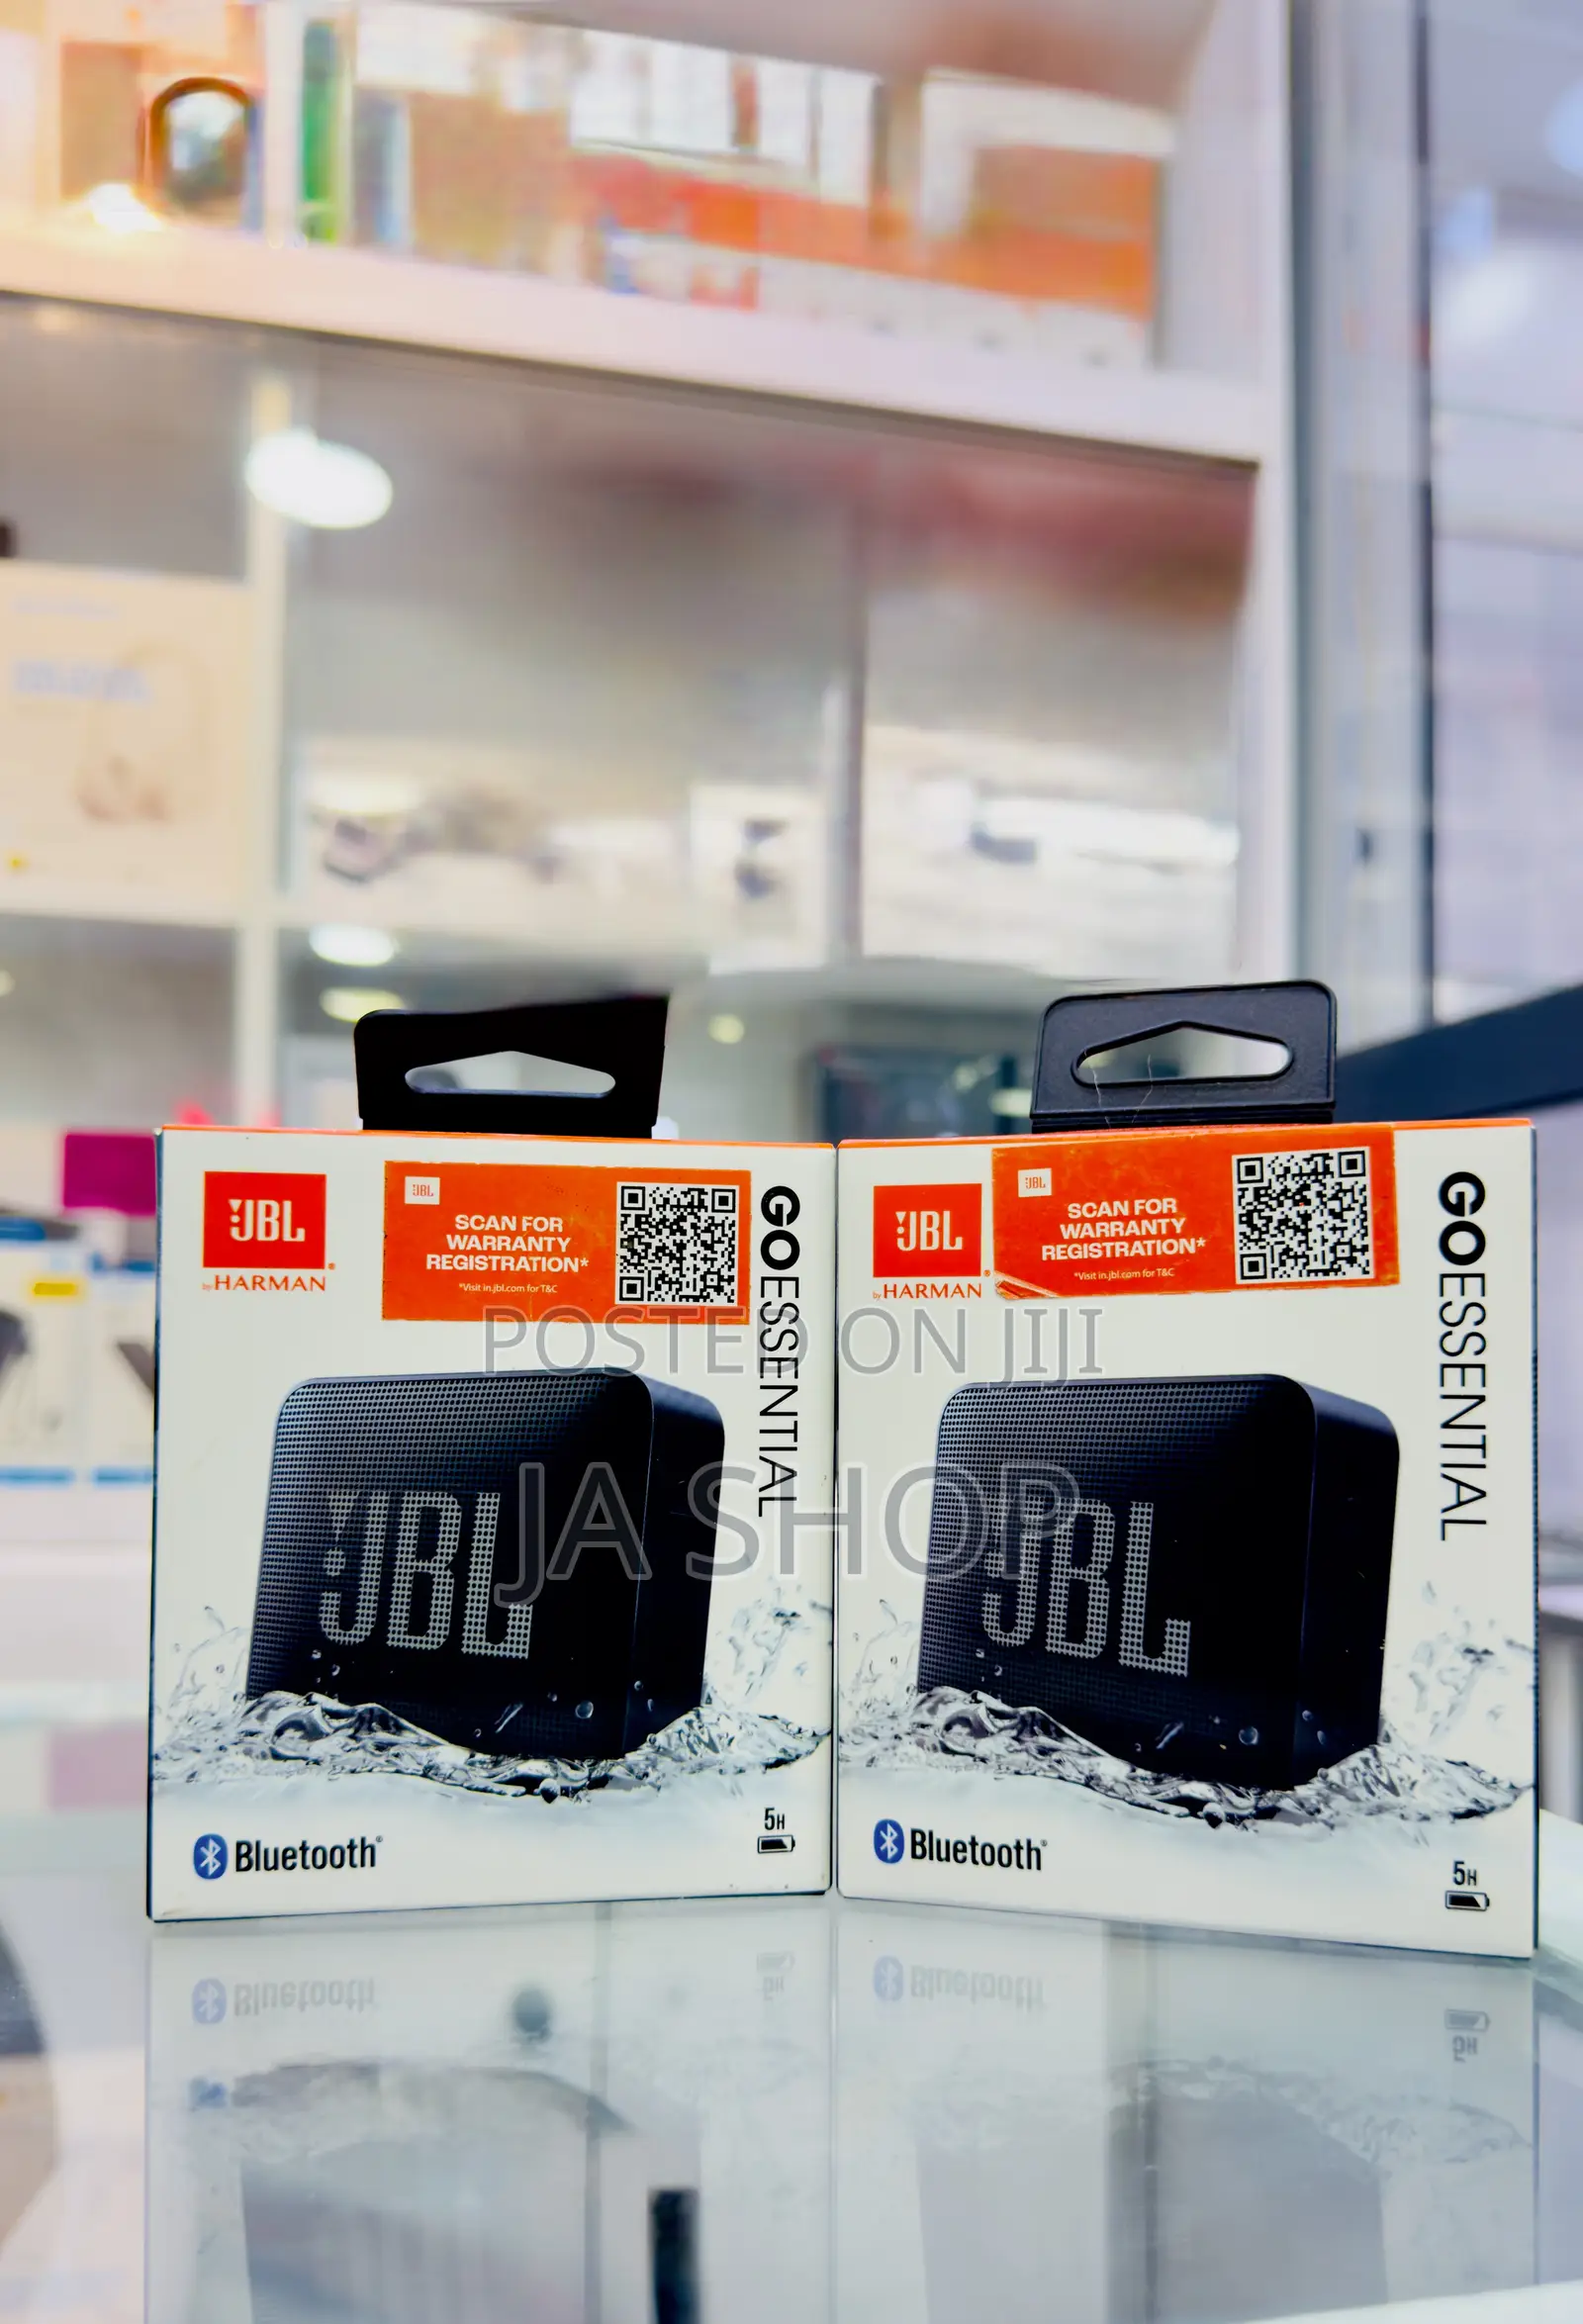 JBL
by HARMAN
JBL
SCAN FOR
WARRANTY
REGISTRATION*
*Visit in.jbl.com for T&C
GO ESSENTIAL
JBL
Bluetooth®
5H
JBL
by HARMAN
JBL
SCAN FOR
WARRANTY
REGISTRATION*
*Visit in.jbl.com for T&C
GO ESSENTIAL
JBL
Bluetooth®
5H
POSTED ON JIJI
JA SHOP